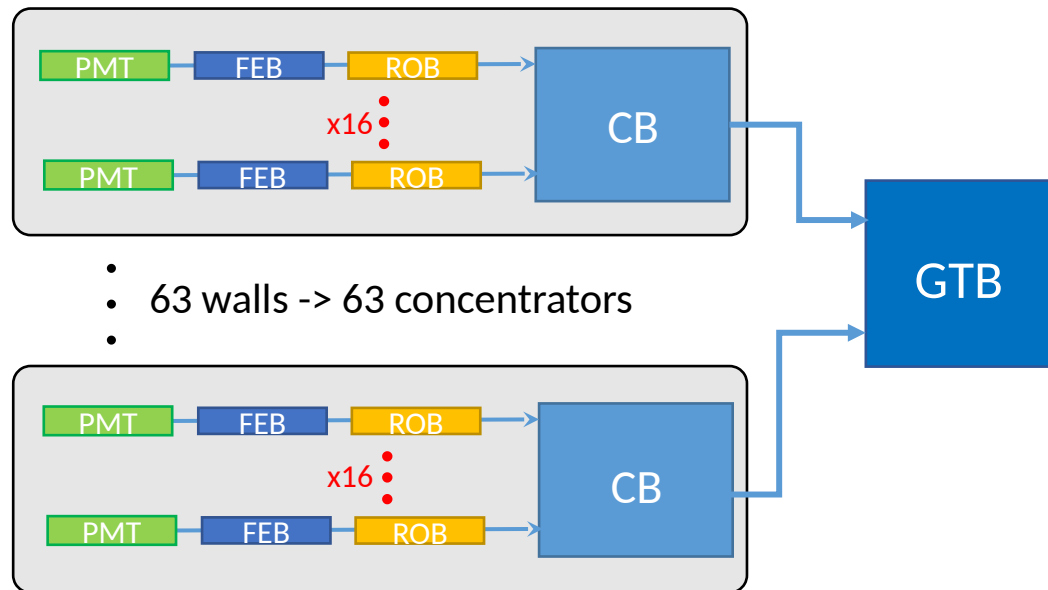 PMT FEB ROB
x16
CB
PMT FEB ROB
63 walls -> 63 concentrators
GTB
PMT FEB ROB
x16
CB
PMT FEB ROB